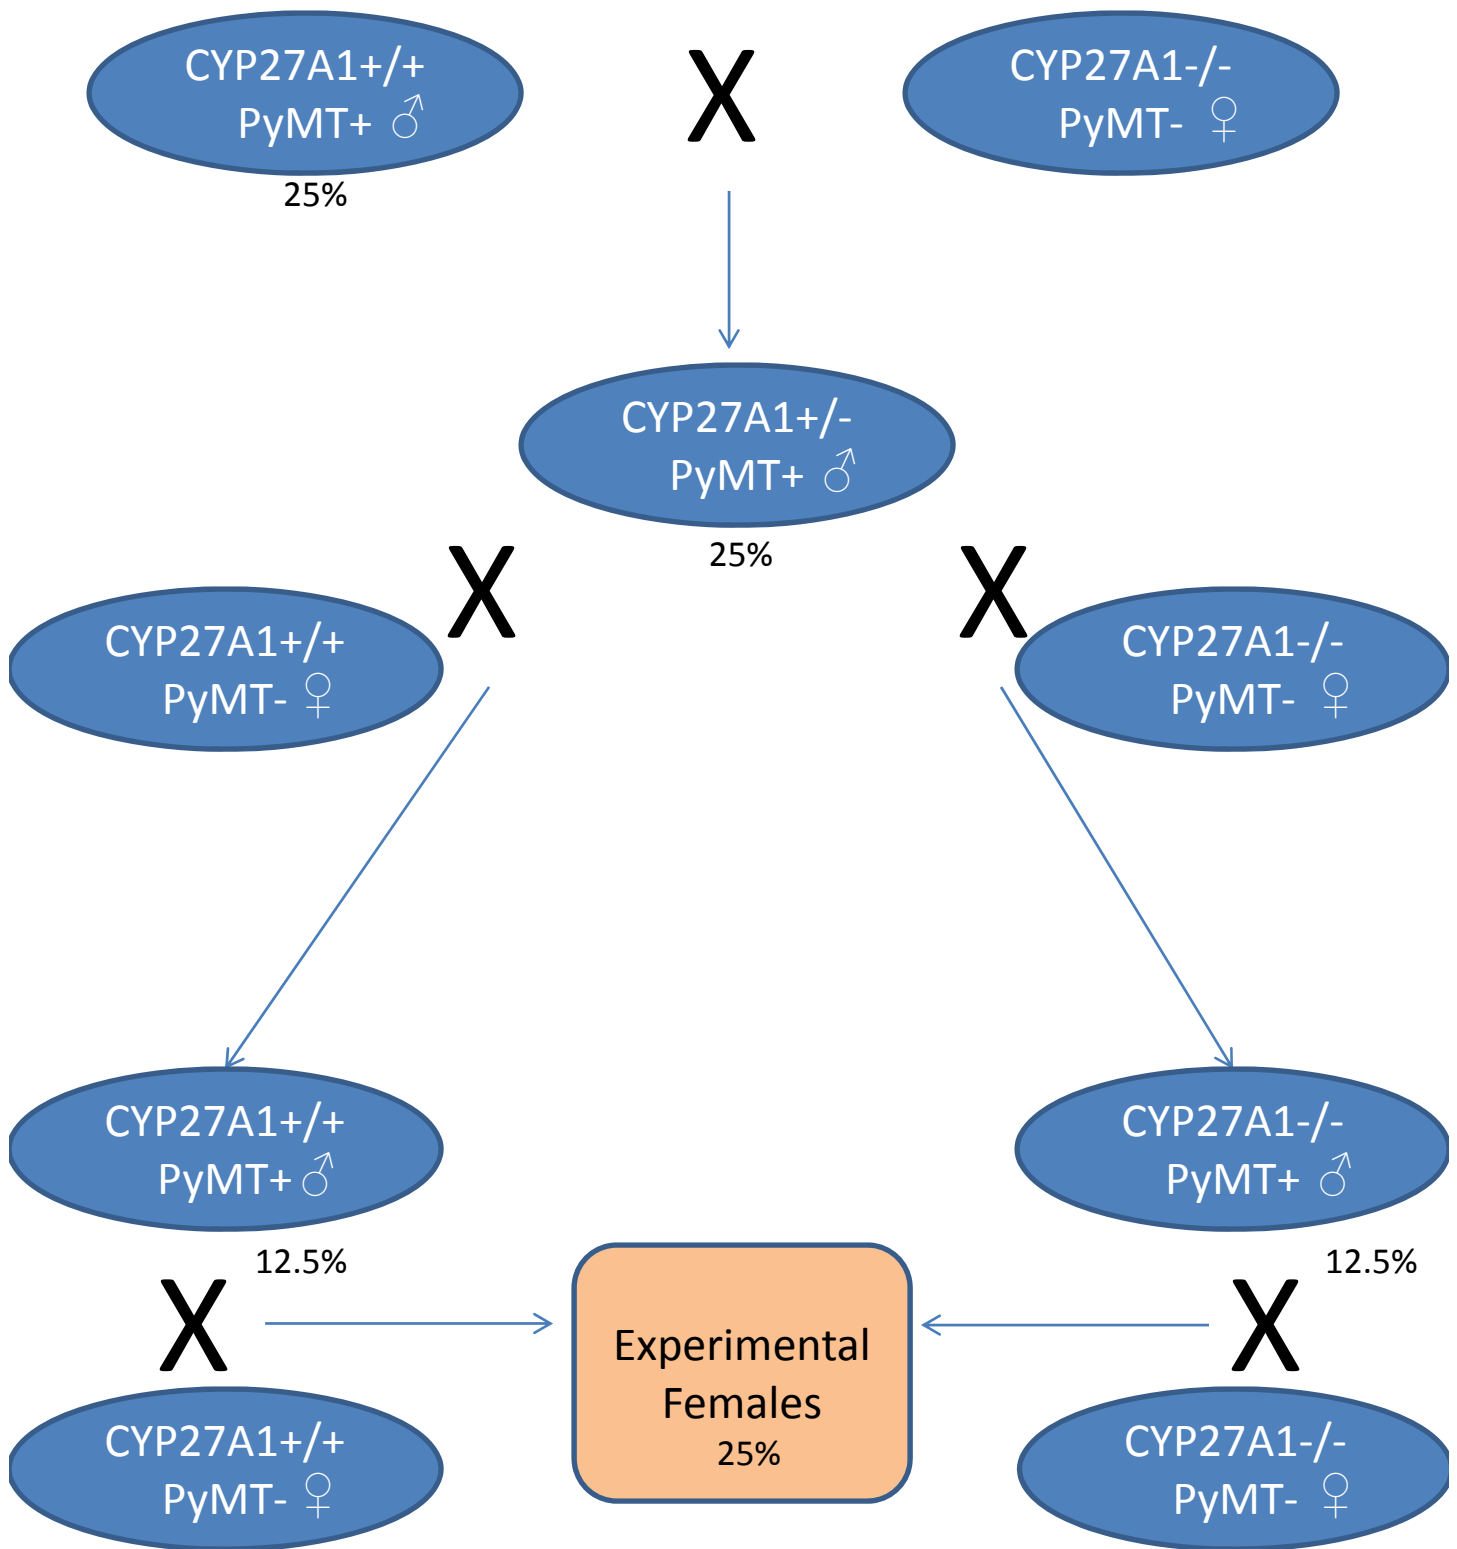 CYP27A1+/+
PyMT+ ♂
25%
X
CYP27A1-/-
PyMT- ♀
CYP27A1+/-
PyMT+ ♂
25%
X
X
CYP27A1+/+
PyMT- ♀
CYP27A1-/-
PyMT- ♀
CYP27A1+/+
PyMT+ ♂
12.5%
CYP27A1-/-
PyMT+ ♂
12.5%
X
Experimental
Females
25%
X
CYP27A1+/+
PyMT- ♀
CYP27A1-/-
PyMT- ♀